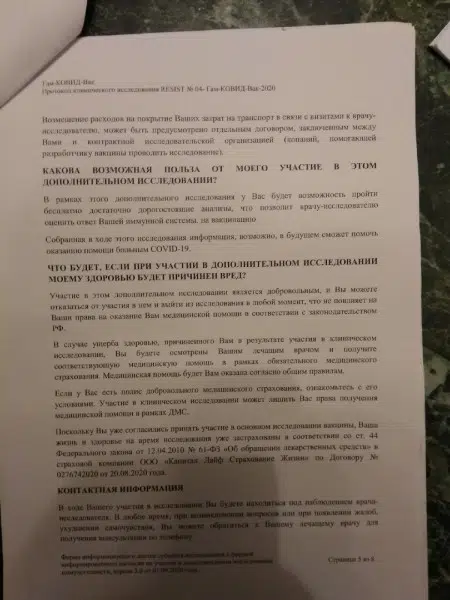 Гам-КОВИД-Вак
Протокол клинического исследования RESIST № 04- Гам-КОВИД-Вак-2020
Возмещение расходов на покрытие Ваших затрат на транспорт в связи с визитами к врачу-
исследователю, может быть предусмотрено отдельным договором, заключенным между
Вами и контрактной исследовательской организацией (компаний, помогающей
разработчику вакцины проводить исследование).
КАКОВА ВОЗМОЖНАЯ ПОЛЬЗА ОТ МОЕГО УЧАСТИЕ В ЭТОМ
ДОПОЛНИТЕЛЬНОМ ИССЛЕДОВАНИИ?
В рамках этого дополнительного исследования у Вас будет возможность пройти
бесплатно достаточно дорогостоящие анализы, что позволит врачу-исследователю
оценить ответ Вашей иммунной системы, на вакцинацию
Собранная в ходе этого исследования информация, возможно, в будущем сможет помочь
оказанию помощи больным COVID-19.
ЧТО БУДЕТ, ЕСЛИ ПРИ УЧАСТИИ В ДОПОЛНИТЕЛЬНОМ ИССЛЕДОВАНИИ
МОЕМУ ЗДОРОВЬЮ БУДЕТ ПРИЧИНЕН ВРЕД?
Участие в этом дополнительном исследовании является добровольным, и Вы можете
отказаться от участия в нем и выйти из исследования в любой момент, что не повлияет на
Ваши права на оказание Вам медицинской помощи в соответствии с законодательством
РФ.
В случае ущерба здоровью, причиненного Вам в результате участия в клиническом
исследовании, Вы будете осмотрены Вашим лечащим врачом и получите
соответствующую медицинскую помощь в рамках обязательного медицинского
страхования. Медицинская помощь будет Вам оказана согласно общим правилам.
Если у Вас есть полис добровольного медицинского страхования, ознакомьтесь с его
условиями. Участие в клиническом исследовании может лишить Вас права получения
медицинской помощи в рамках ДМС.
Поскольку Вы уже согласились принять участие в основном исследовании вакцины, Ваша
жизнь и здоровье на время исследования уже застрахованы в соответствии со ст. 44
Федерального закона от 12.04.2010 № 61-ФЗ «Об обращении лекарственных средств» в
страховой компании ООО «Капитал Лайф Страхование Жизни» по Договору №
0276742020 от 20.08.2020 года.
КОНТАКТНАЯ ИНФОРМАЦИЯ
В ходе Вашего участия в исследовании Вы будете находиться под наблюдением врача-
исследователя. В любое время, при возникновении вопросов или при появлении жалоб,
ухудшении самочувствия, Вы можете обратиться к Вашему лечащему врачу для
получения консультации по телефону
Форма информационного листка субъекта исследования с формой
информированного согласия на участие в дополнительном исследовании
версия 3.0 от 01.09.2020
Страница 5 из 6